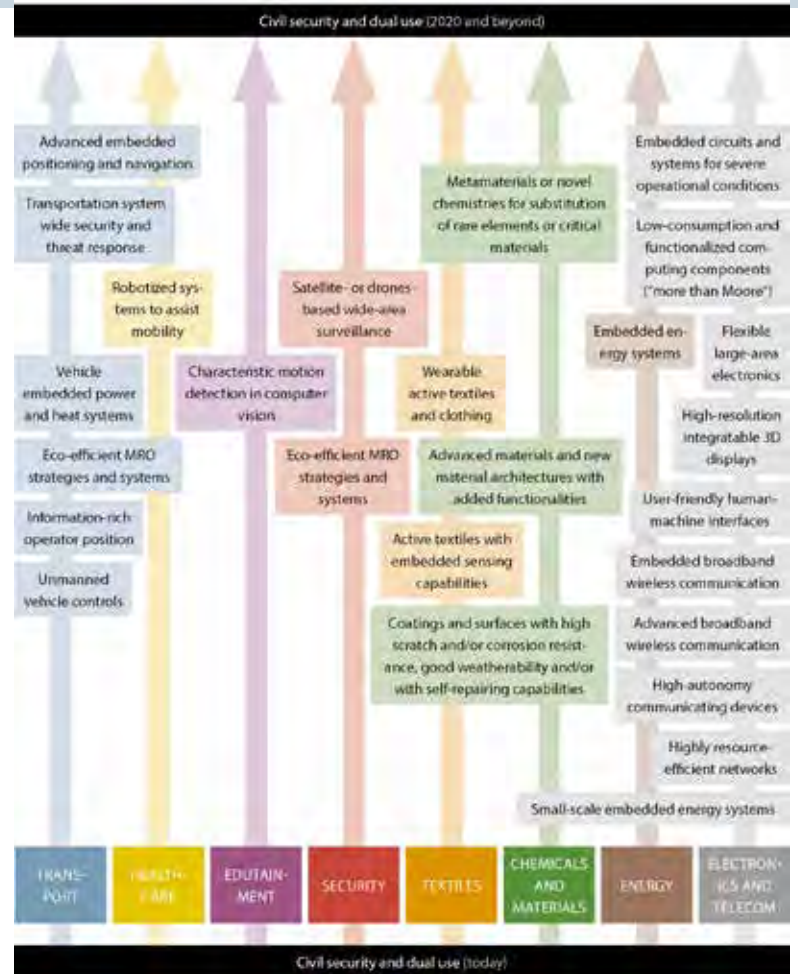 Civil security and dual use (2020 and beyond)
Advanced embedded
positioning and navigation
Embedded circuits and
systems for severe
operational conditions
Metamaterials or novel
chemistries for substitution
of rare elements or critical
materials
Transportation system
wide security and
threat response
Low-consumption and
functionalized com-
puting components
("more than Moore")
Robotized sys-
tems to assist
mobility
Satellite- or drones-
based wide-area
surveillance
Embedded en-
ergy systems
Flexible
large-area
electronics
Vehicle
embedded power
and heat systems
Characteristic motion
detection in computer
vision
Wearable
active textiles
and clothing
High-resolution
integratable 3D
displays
Eco-efficient MRO
strategies and systems
Eco-efficient MRO
strategies and
systems
Advanced materials and new
material architectures with
added functionalities
User-friendly human-
machine interfaces
Information-rich
operator position
Active textiles with
embedded sensing
capabilities
Embedded broadband
wireless communication
Unmanned
vehicle controls
Coatings and surfaces with high
scratch and/or corrosion resist-
ance, good weatherability and/or
with self-repairing capabilities
Advanced broadband
wireless communication
High-autonomy
communicating devices
Highly resource-
efficient networks
Small-scale embedded energy systems
TRANS-
PORT
HEALTH-
CARE
EDUTAIN-
MENT
SECURITY
TEXTILES
CHEMICALS
AND
MATERIALS
ENERGY
ELECTRON-
ICS AND
TELECOM
Civil security and dual use (today)